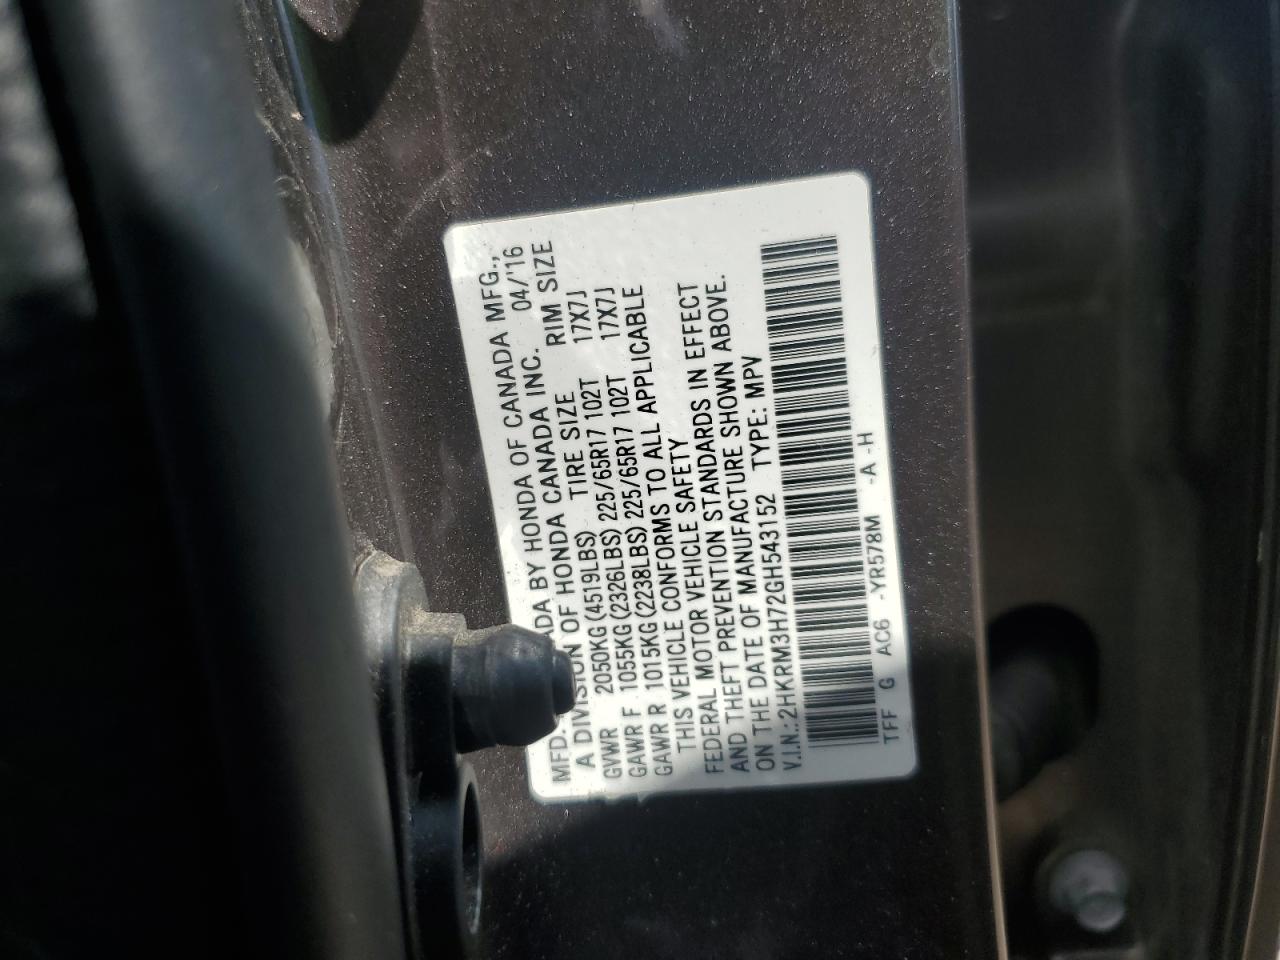 MFD. ADA BY HONDA OF CANADA MFG.,
A DIVISION OF HONDA CANADA INC. 04/'16
TIRE SIZE RIM SIZE
GVWR 2050KG (4519LBS)
GAWR F 1055KG (2326LBS) 225/65R17 102T 17X7J
GAWR R 1015KG (2238LBS) 225/65R17 102T 17X7J
THIS VEHICLE CONFORMS TO ALL APPLICABLE
FEDERAL MOTOR VEHICLE SAFETY
AND THEFT PREVENTION STANDARDS IN EFFECT
ON THE DATE OF MANUFACTURE SHOWN ABOVE.
V.I.N.: 2HKRM3H72GH543152 TYPE: MPV
TFF G AC6 -YR578M -A -H